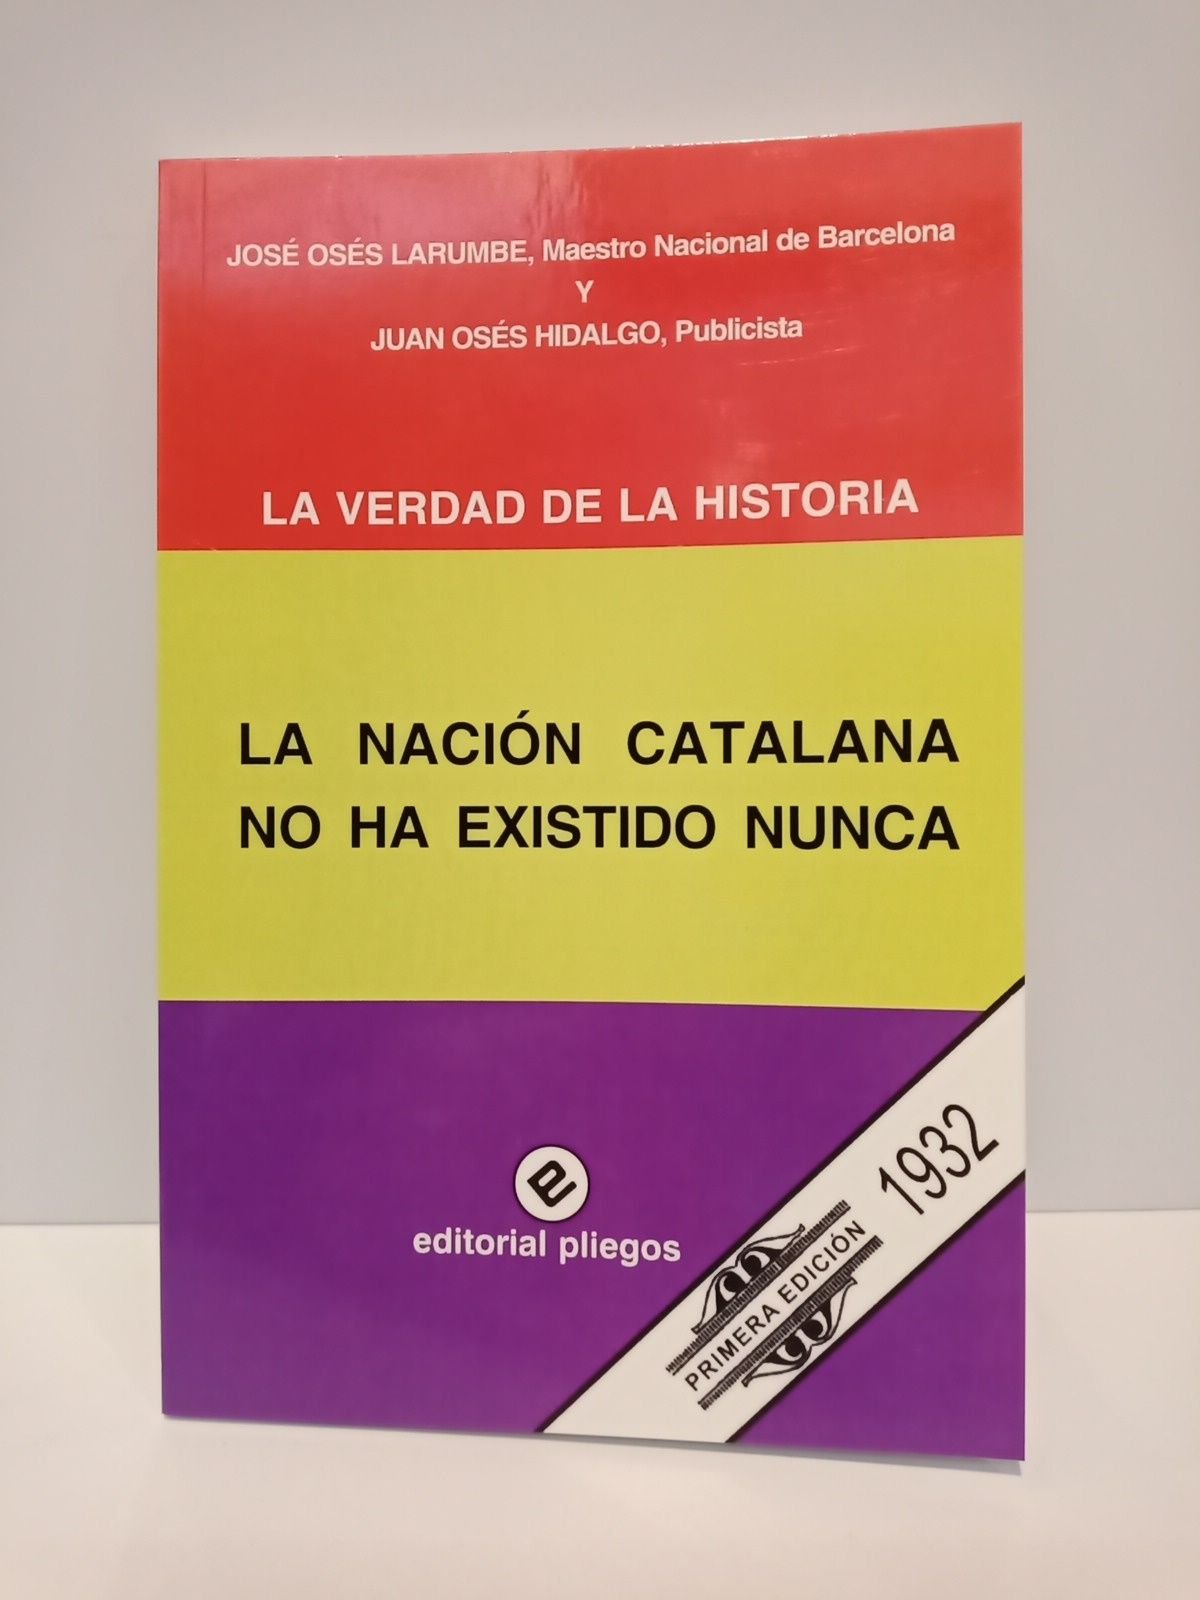 JOSÉ OSÉS LARUMBE, Maestro Nacional de Barcelona
Y
JUAN OSÉS HIDALGO, Publicista
LA VERDAD DE LA HISTORIA
LA NACIÓN CATALANA
NO HA EXISTIDO NUNCA
e
editorial pliegos
PRIMERA EDICIÓN
1932